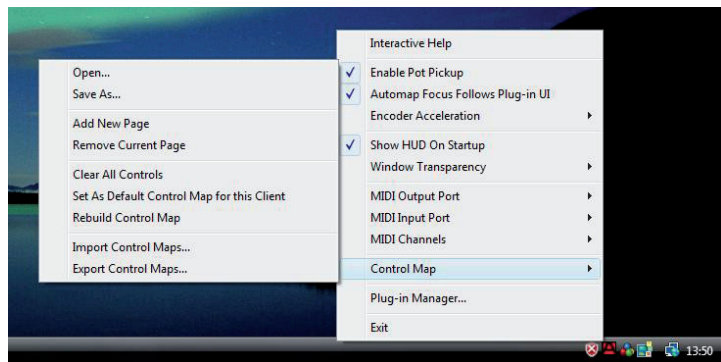 Interactive Help
Enable Pot Pickup
Automap Focus Follows Plug-in UI
Encoder Acceleration
Show HUD On Startup
Window Transparency
MIDI Output Port
MIDI Input Port
MIDI Channels
Control Map
Plug-in Manager...
Exit
Open...
Save As...
Add New Page
Remove Current Page
Clear All Controls
Set As Default Control Map for this Client
Rebuild Control Map
Import Control Maps...
Export Control Maps...
13:50